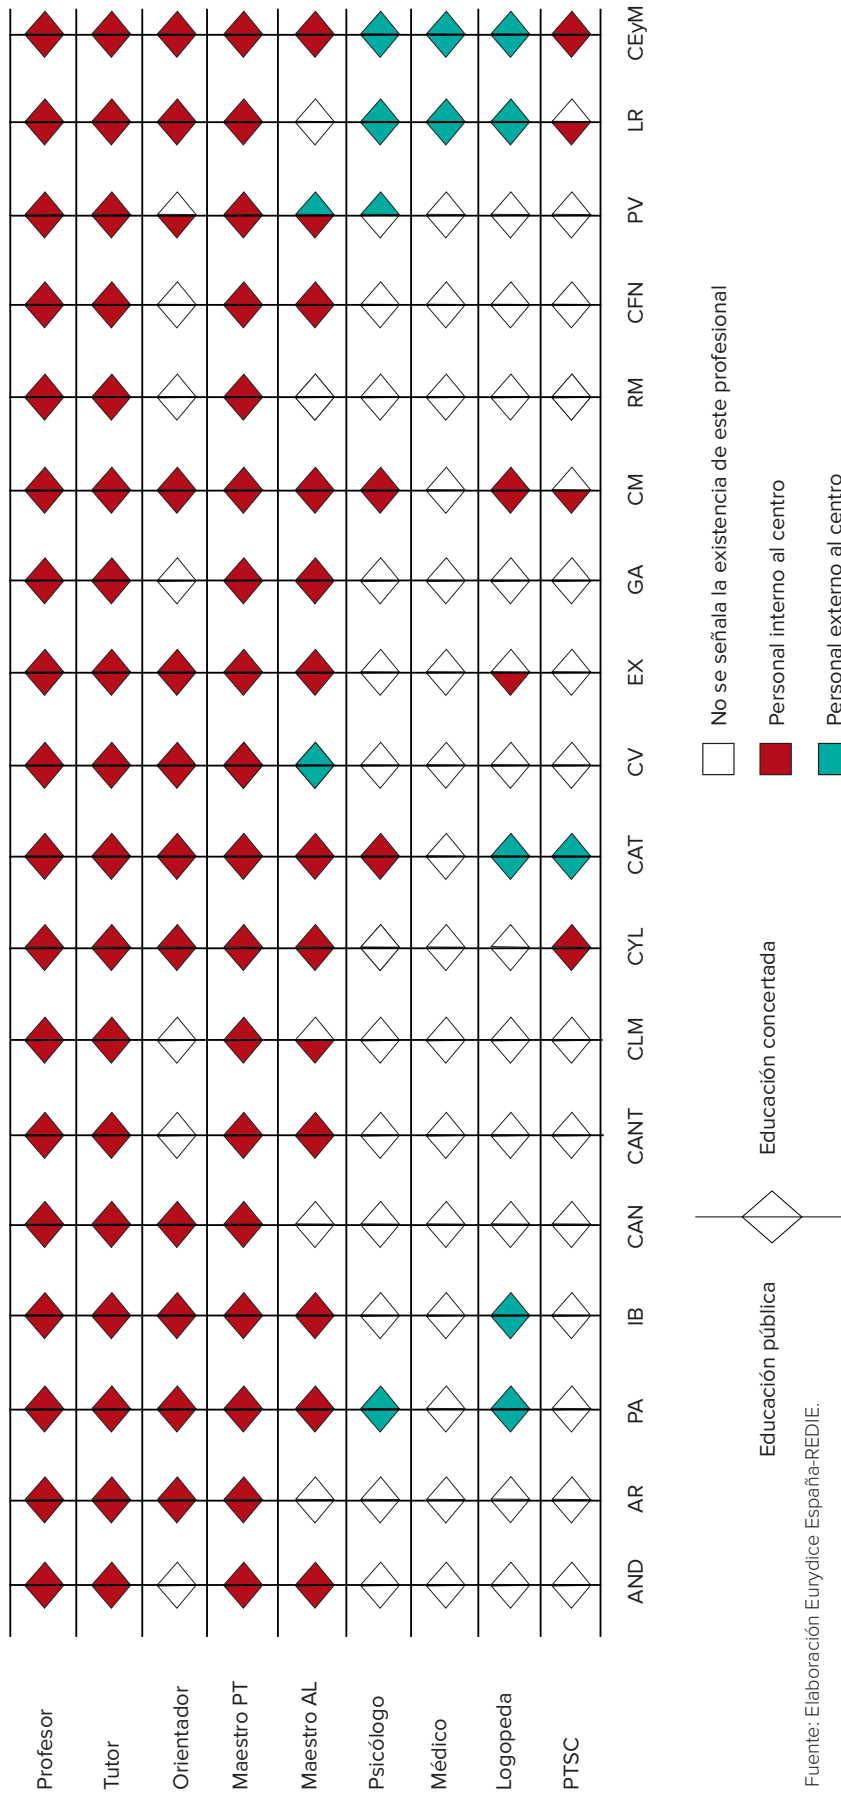 Profesor
Tutor
Orientador
Maestro PT
Maestro AL
Psicólogo
Médico
Logopeda
PTSC
AND
AR
PA
IB
CAN
CANT
CLM
CYL
CAT
CV
EX
GA
CM
RM
CFN
PV
LR
CEyM
Educación pública
Educación concertada
No se señala la existencia de este profesional
Personal interno al centro
Personal externo al centro
Fuente: Elaboración Eurydice España-REDIE.